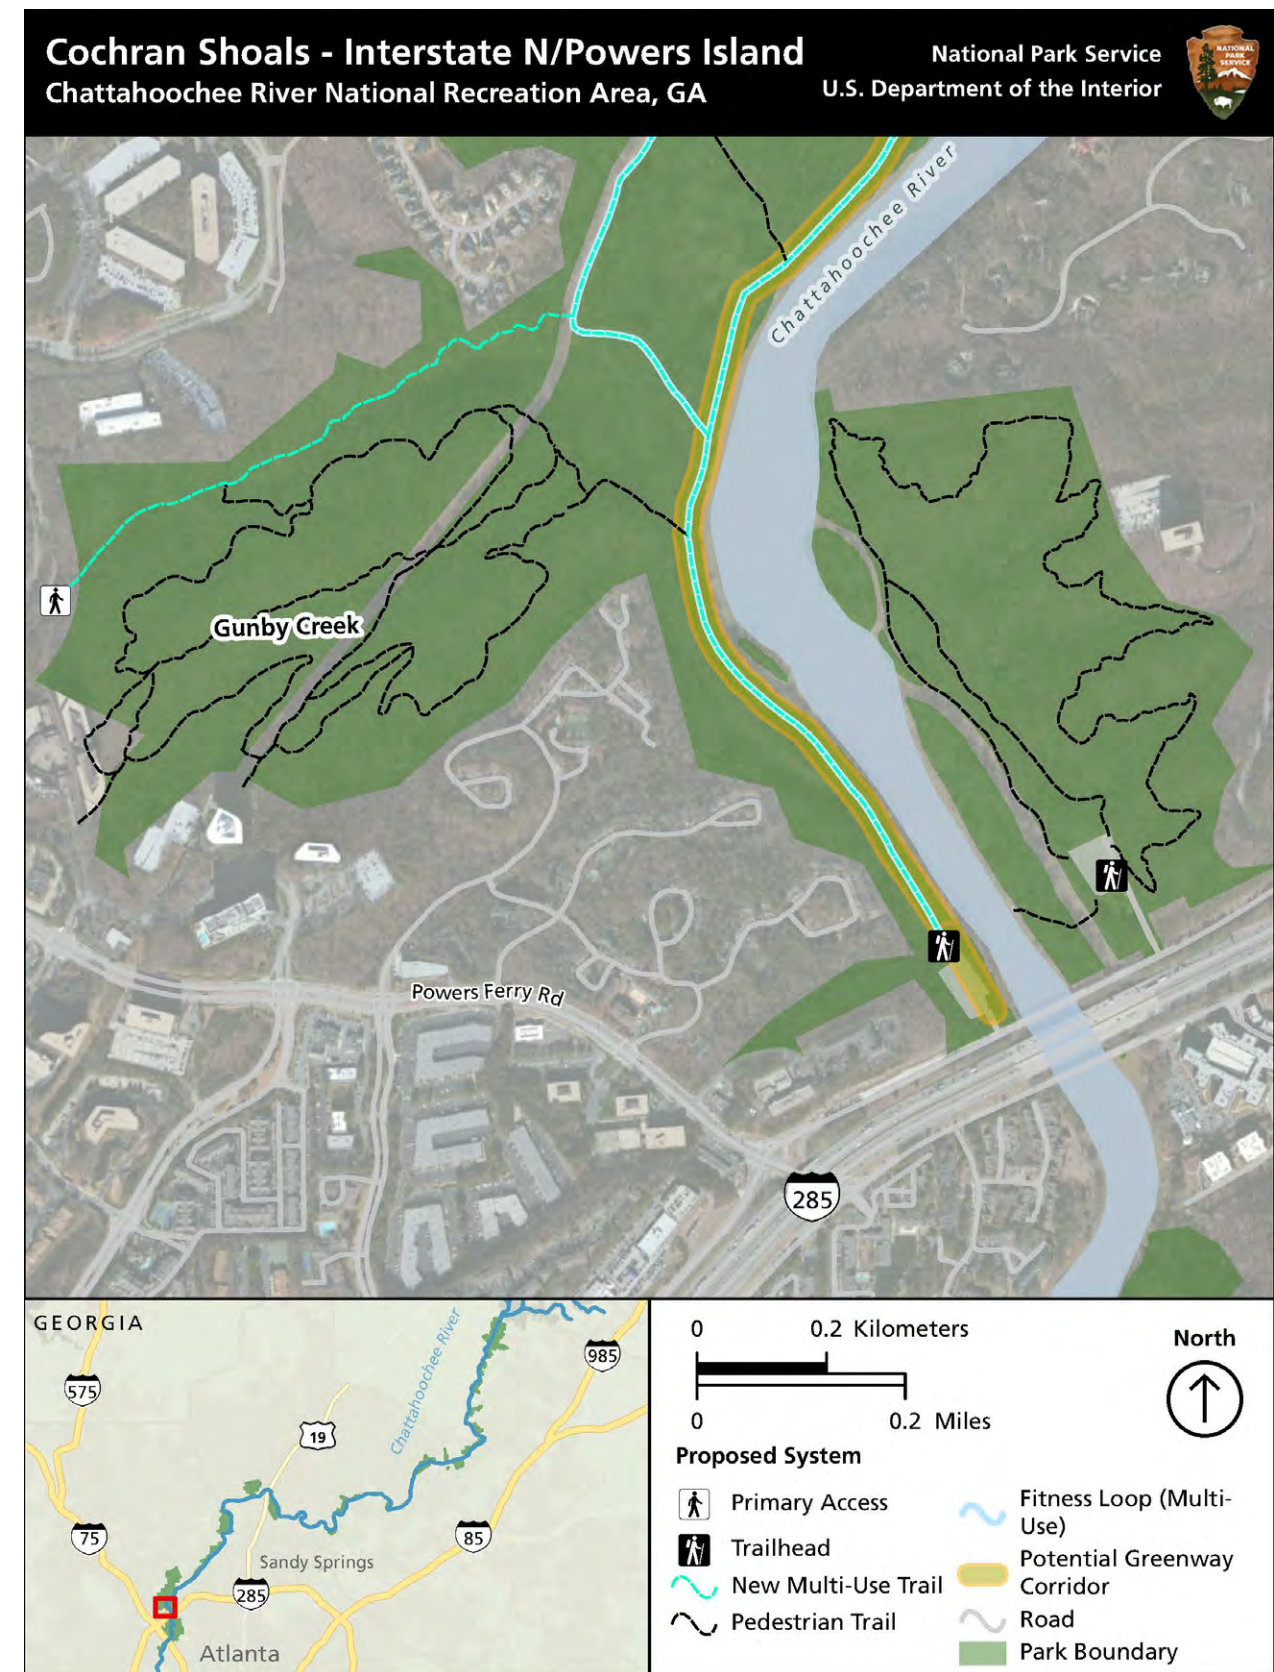 Cochran Shoals - Interstate N/Powers Island
Chattahoochee River National Recreation Area, GA
National Park Service
U.S. Department of the Interior
NATIONAL
PARK
SERVICE
Chattahoochee River
Gunby Creek
Powers Ferry Rd
285
GEORGIA
Chattahoochee River
985
575
19
75
85
Sandy Springs
285
Atlanta
0 0.2 Kilometers
0 0.2 Miles
North
Proposed System
Primary Access
Trailhead
New Multi-Use Trail
Pedestrian Trail
Fitness Loop (Multi-
Use)
Potential Greenway
Corridor
Road
Park Boundary